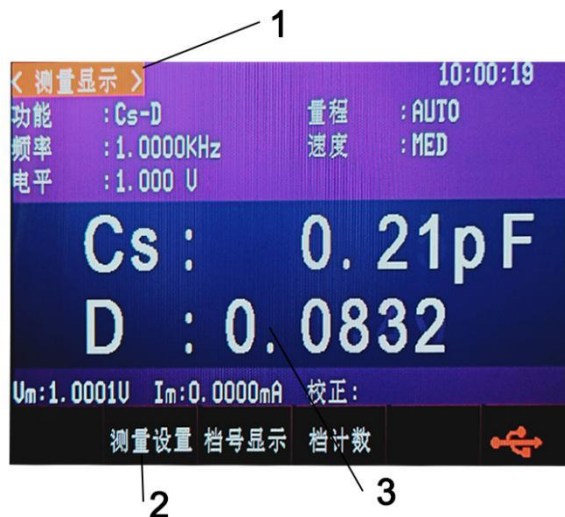 1
< 测量显示 > 10:00:19
功能 :Cs-D 量程 :AUTO
频率 :1.0000KHz 速度 :MED
电平 :1.000 V
Cs: 0.21pF
D :0.0832
Vm:1.0001V Im:0.0000mA 校正:
测量设置 档号显示 档计数
2
3